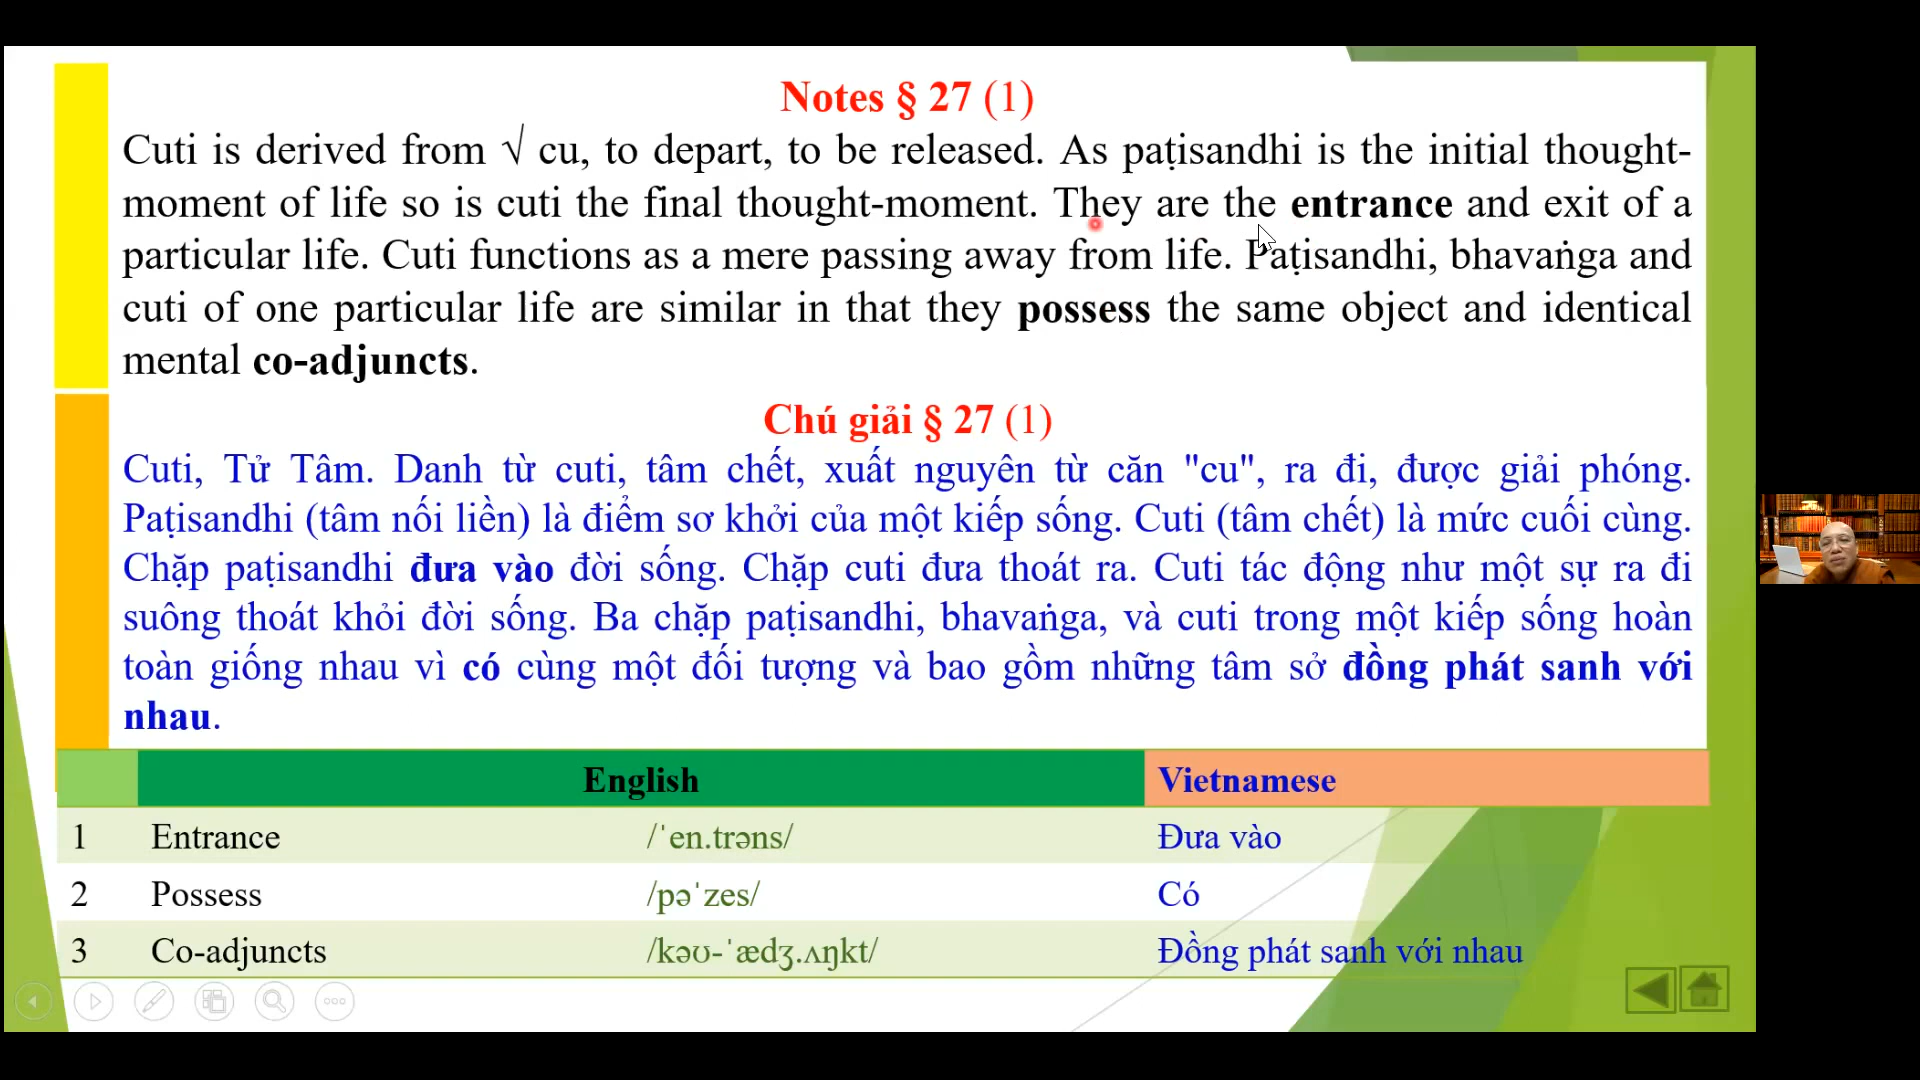 Notes § 27 (1)
Cuti is derived from √ cu, to depart, to be released. As paṭisandhi is the initial thought-
moment of life so is cuti the final thought-moment. They are the entrance and exit of a
particular life. Cuti functions as a mere passing away from life. Paṭisandhi, bhavaṅga and
cuti of one particular life are similar in that they possess the same object and identical
mental co-adjuncts.
Chú giải § 27 (1)
Cuti, Tử Tâm. Danh từ cuti, tâm chết, xuất nguyên từ căn "cu", ra đi, được giải phóng.
Paṭisandhi (tâm nối liền) là điểm sơ khởi của một kiếp sống. Cuti (tâm chết) là mức cuối cùng.
Chặp paṭisandhi đưa vào đời sống. Chặp cuti đưa thoát ra. Cuti tác động như một sự ra đi
suông thoát khỏi đời sống. Ba chặp paṭisandhi, bhavaṅga, và cuti trong một kiếp sống hoàn
toàn giống nhau vì có cùng một đối tượng và bao gồm những tâm sở đồng phát sanh với
nhau.
English Vietnamese
1 Entrance /ˈen.trəns/ Đưa vào
2 Possess /pəˈzes/ Có
3 Co-adjuncts /kəʊ-ˈædʒ.ʌŋkt/ Đồng phát sanh với nhau